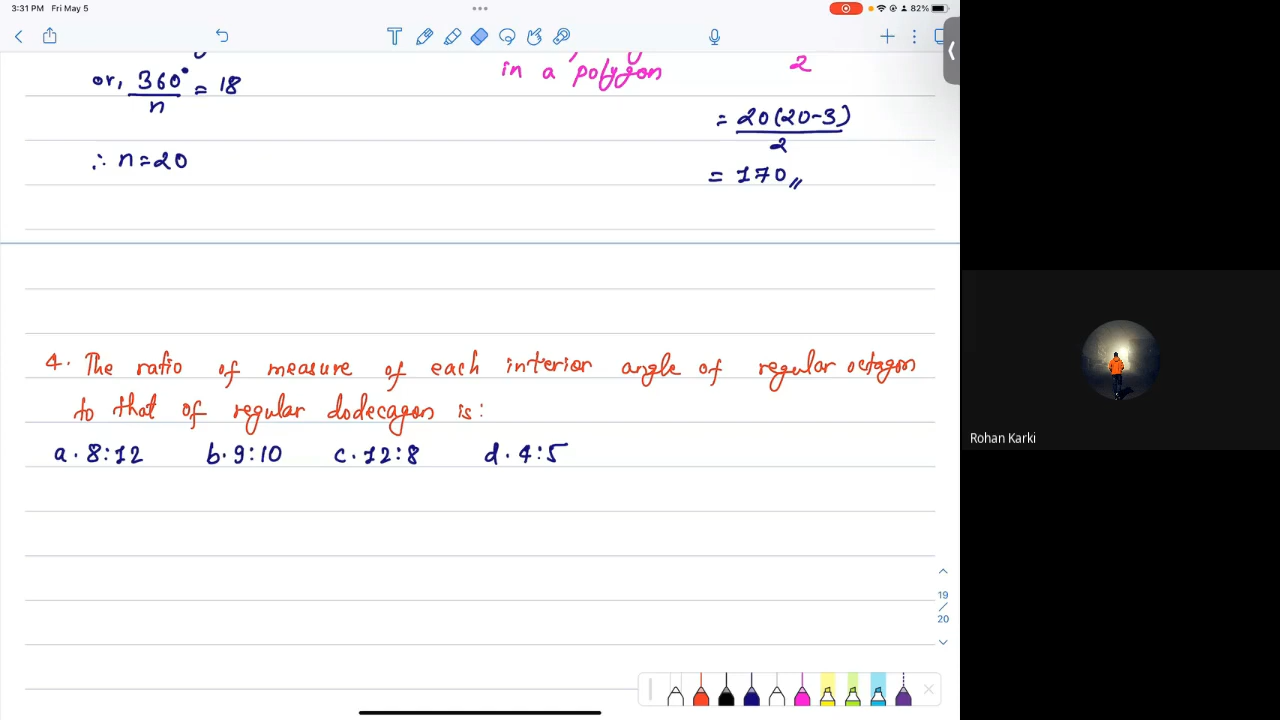 3:31 PM Fri May 5
82%
or, 360° / n = 18
in a polygon
2
= 20(20-3) / 2
∴ n=20
= 170 //
4. The ratio of measure of each interior angle of regular octagon
to that of regular dodecagon is:
a. 8:12 b. 9:10 c. 12:8 d. 4:5
Rohan Karki
19
/
20